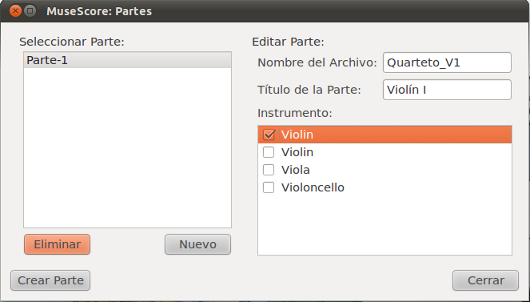 MuseScore: Partes
Seleccionar Parte:
Parte-1
Eliminar
Nuevo
Editar Parte:
Nombre del Archivo: Quarteto_V1
Título de la Parte: Violín I
Instrumento:
Violin
Violin
Viola
Violoncello
Crear Parte
Cerrar